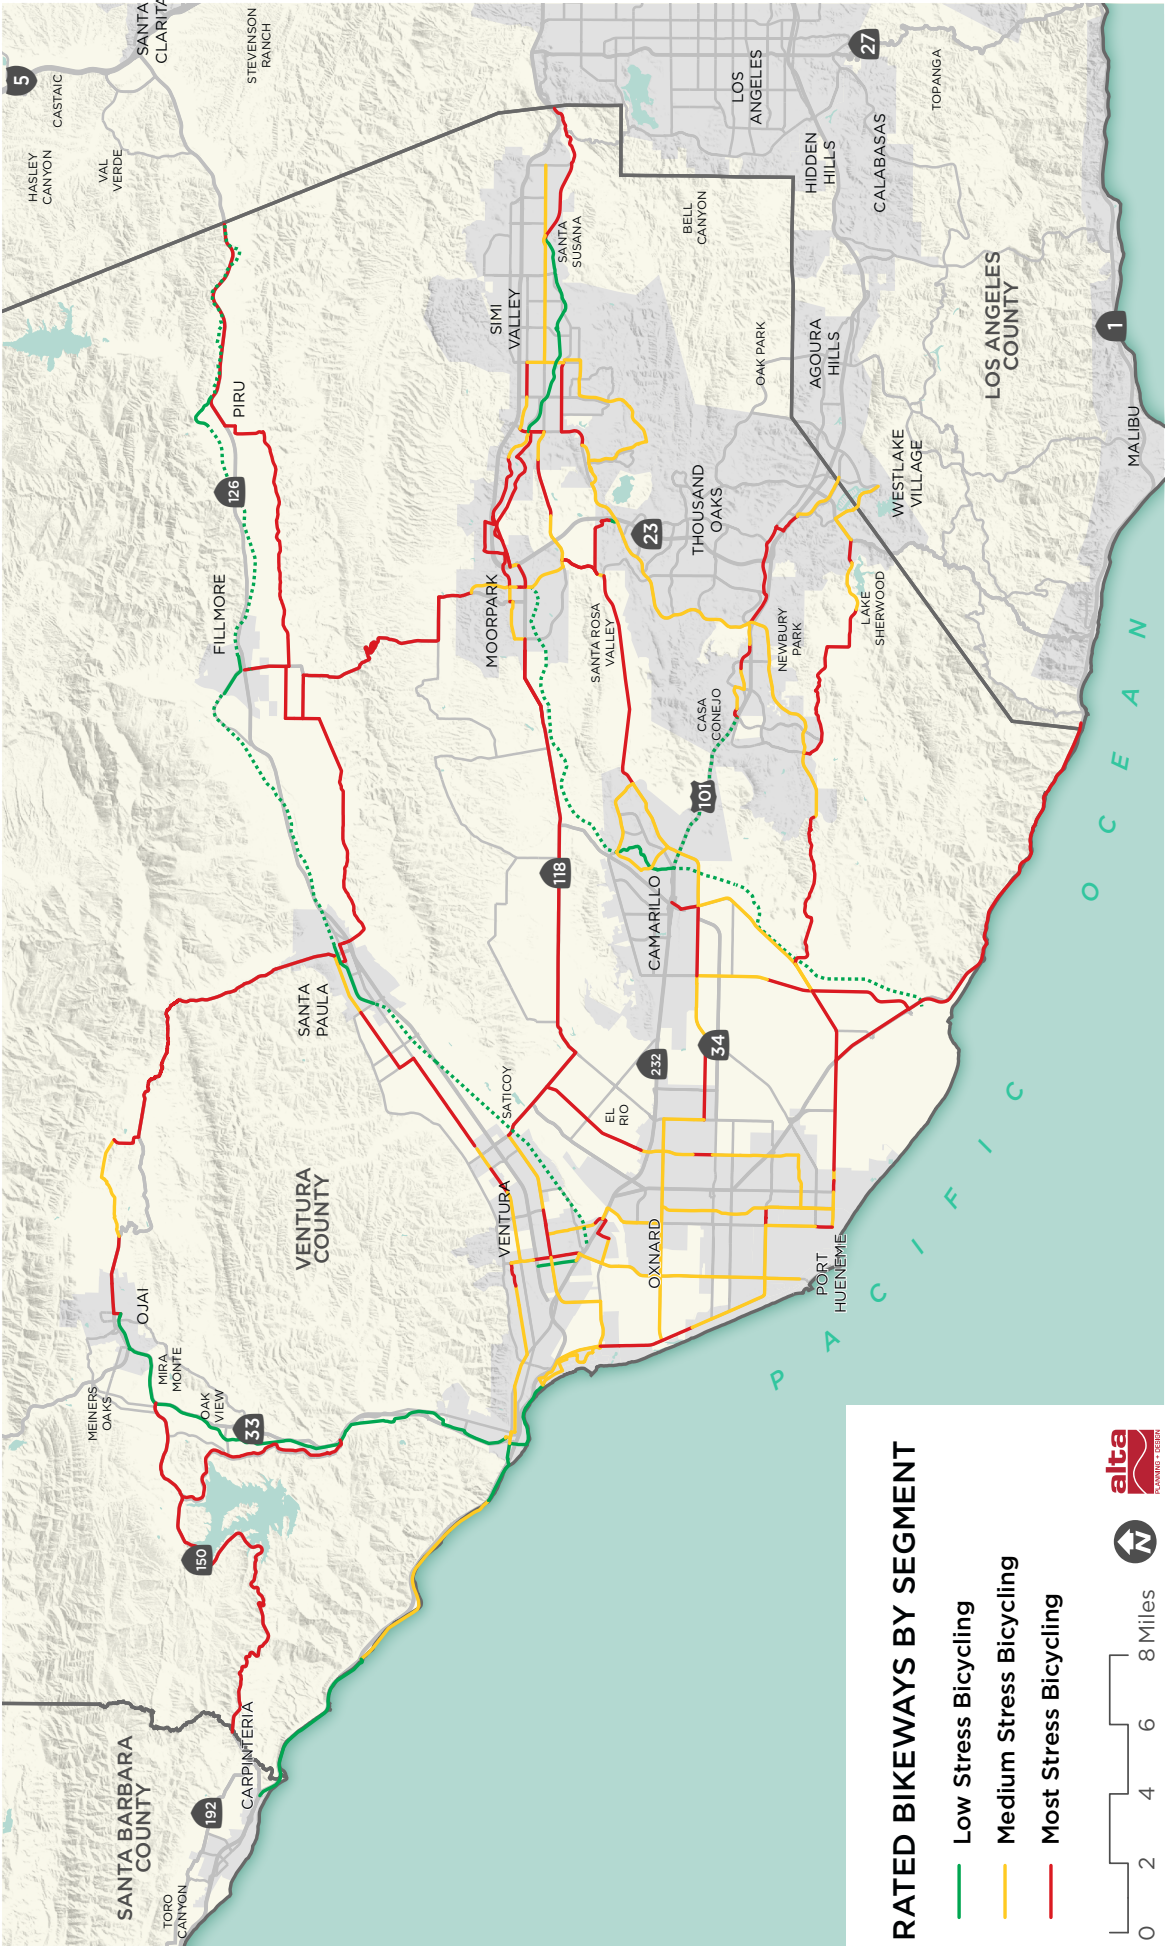 SANTA BARBARA
COUNTY
TORO
CANYON
192
CARPINTERIA
150
MEINERS
OAKS
MIRA
MONTE
OAK
VIEW
33
OJAI
VENTURA
COUNTY
SANTA
PAULA
FILLMORE
126
PIRU
HASLEY
CANYON
CASTAIC
5
VAL
VERDE
SANTA
CLARITA
STEVENSON
RANCH
VENTURA
SATICOY
EL
RIO
232
34
118
OXNARD
PORT
HUENEME
CAMARILLO
101
MOORPARK
SANTA ROSA
VALLEY
CASA
CONEJO
NEWBURY
PARK
THOUSAND
OAKS
23
SIMI
VALLEY
SANTA
SUSANA
BELL
CANYON
OAK PARK
LAKE
SHERWOOD
WESTLAKE
VILLAGE
AGOURA
HILLS
HIDDEN
HILLS
CALABASAS
LOS
ANGELES
27
TOPANGA
LOS ANGELES
COUNTY
MALIBU
1
PACIFIC OCEAN
RATED BIKEWAYS BY SEGMENT
Low Stress Bicycling
Medium Stress Bicycling
Most Stress Bicycling
0 2 4 6 8 Miles
N
alta
PLANNING + DESIGN